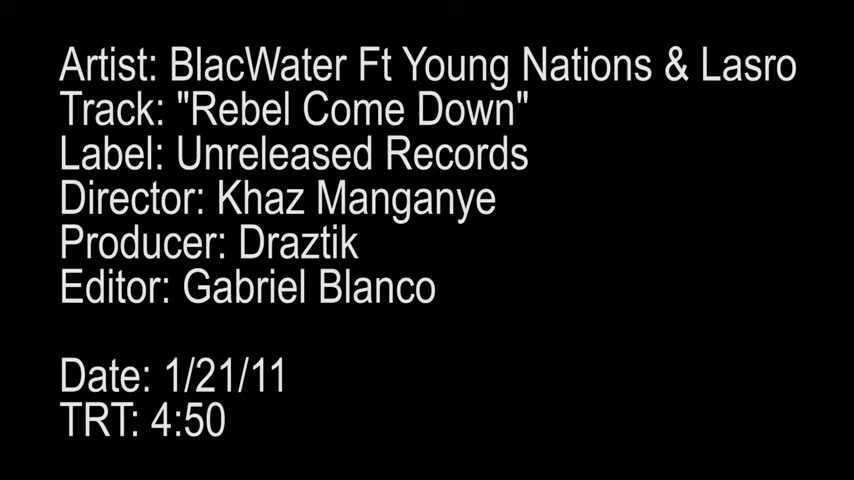 Artist: BlacWater Ft Young Nations & Lasro
Track: "Rebel Come Down"
Label: Unreleased Records
Director: Khaz Manganye
Producer: Draztik
Editor: Gabriel Blanco
Date: 1/21/11
TRT: 4:50